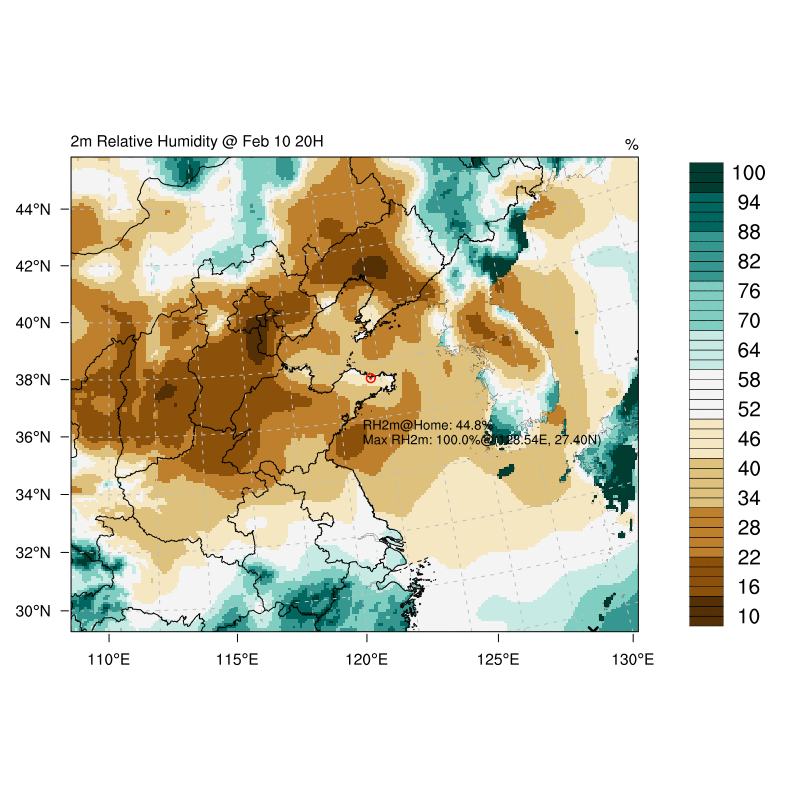 2m Relative Humidity @ Feb 10 20H
%
44°N
42°N
40°N
38°N
36°N
34°N
32°N
30°N
110°E
115°E
120°E
125°E
130°E
RH2m@Home: 44.8%
Max RH2m: 100.0%@(128.54E, 27.40N)
100
94
88
82
76
70
64
58
52
46
40
34
28
22
16
10